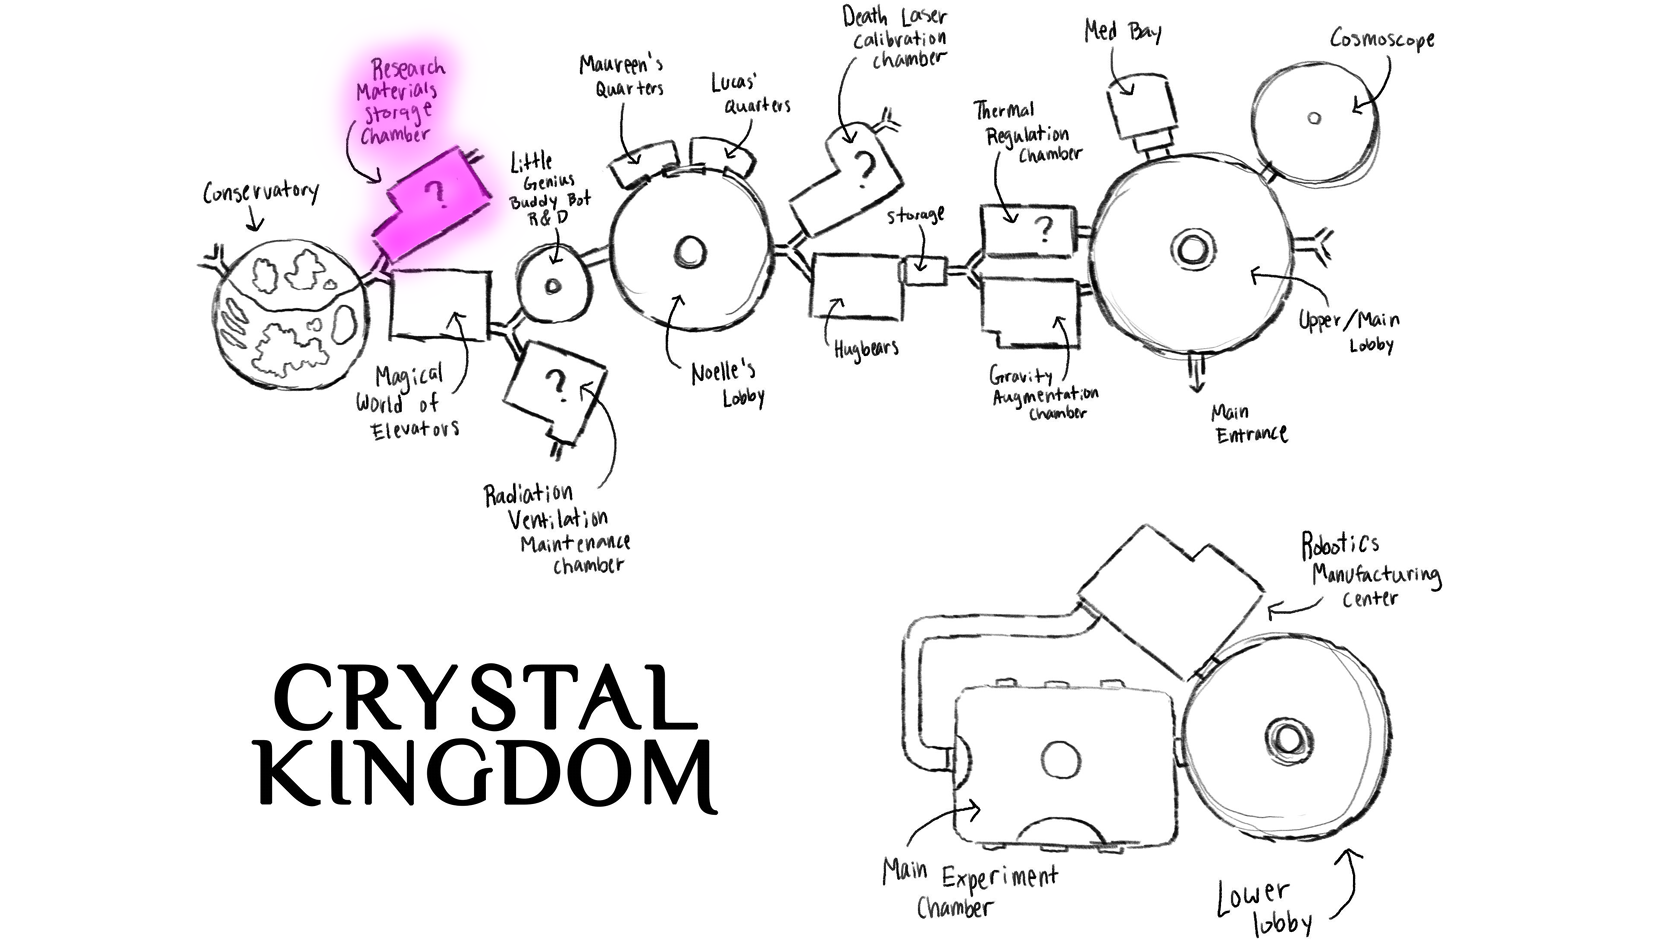 Research
Materials
Storage
Chamber
Conservatory
?
Little
Genius
Buddy Bot
R&D
Maureen's
Quarters
Lucas'
Quarters
Death Laser
Calibration
Chamber
?
Storage
Thermal
Regulation
Chamber
?
Med Bay
Cosmoscope
Magical
World of
Elevators
?
Radiation
Ventilation
Maintenance
Chamber
Noelle's
Lobby
Hugbears
Gravity
Augmentation
Chamber
Upper/Main
Lobby
Main
Entrance
Robotics
Manufacturing
Center
Main Experiment
Chamber
Lower
lobby
CRYSTAL
KINGDOM